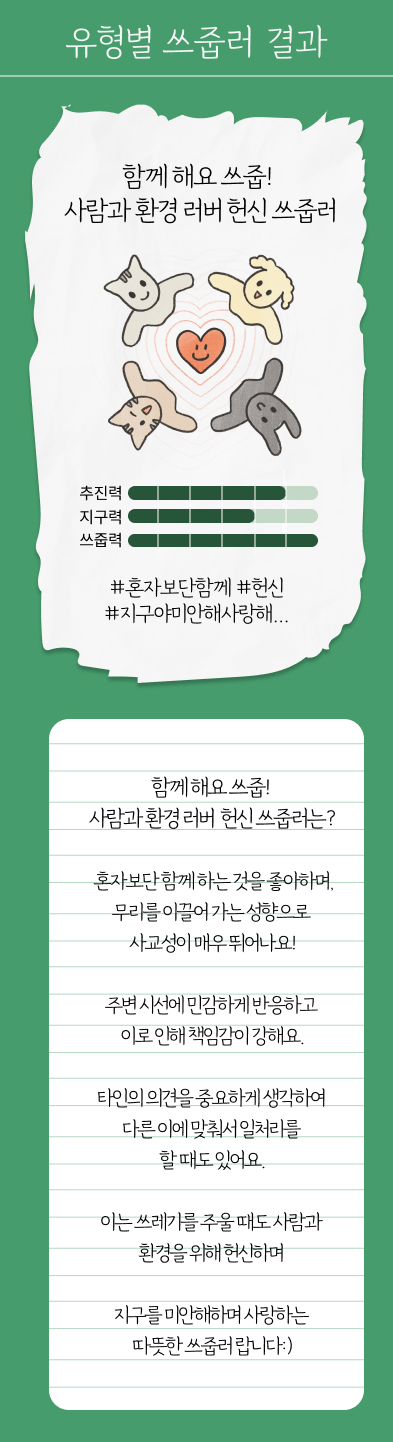 유형별 쓰줍러 결과
함께 해요 쓰줍!
사람과 환경 러버 헌신 쓰줍러
추진력
지구력
쓰줍력
#혼자보단함께 #헌신
#지구야미안해사랑해...
함께 해요 쓰줍!
사람과 환경 러버 헌신 쓰줍러는?
혼자보단 함께 하는 것을 좋아하며,
무리를 이끌어 가는 성향으로
사교성이 매우 뛰어나요!
주변 시선에 민감하게 반응하고
이로 인해 책임감이 강해요.
타인의 의견을 중요하게 생각하여
다른 이에 맞춰서 일처리를
할 때도 있어요.
이는 쓰레기를 주울 때도 사람과
환경을 위해 헌신하며
지구를 미안해하며 사랑하는
따뜻한 쓰줍러 랍니다:)